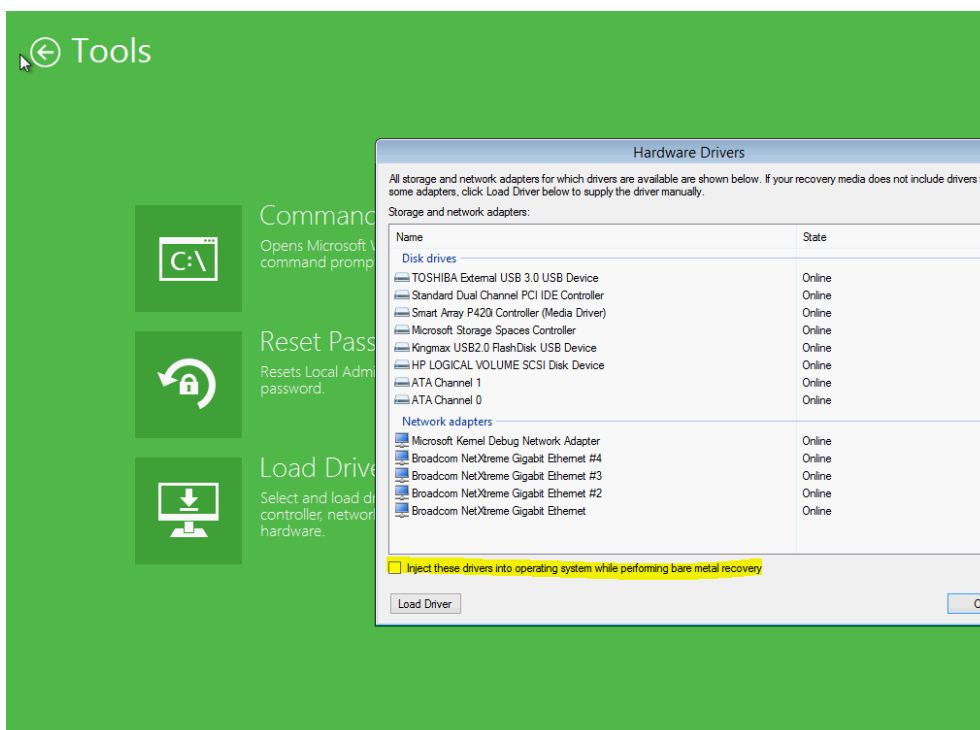 Tools
Command
Opens Microsoft
command promp
C:\
Reset Pass
Resets Local Admi
password.
Load Drive
Select and load dr
controller, network
hardware.
Hardware Drivers
All storage and network adapters for which drivers are available are shown below. If your recovery media does not include drivers
some adapters, click Load Driver below to supply the driver manually.
Storage and network adapters:
Name State
Disk drives
TOSHIBA External USB 3.0 USB Device Online
Standard Dual Channel PCI IDE Controller Online
Smart Array P420i Controller (Media Driver) Online
Microsoft Storage Spaces Controller Online
Kingmax USB2.0 FlashDisk USB Device Online
HP LOGICAL VOLUME SCSI Disk Device Online
ATA Channel 1 Online
ATA Channel 0 Online
Network adapters
Microsoft Kernel Debug Network Adapter Online
Broadcom NetXtreme Gigabit Ethernet #4 Online
Broadcom NetXtreme Gigabit Ethernet #3 Online
Broadcom NetXtreme Gigabit Ethernet #2 Online
Broadcom NetXtreme Gigabit Ethernet Online
Inject these drivers into operating system while performing bare metal recovery
Load Driver